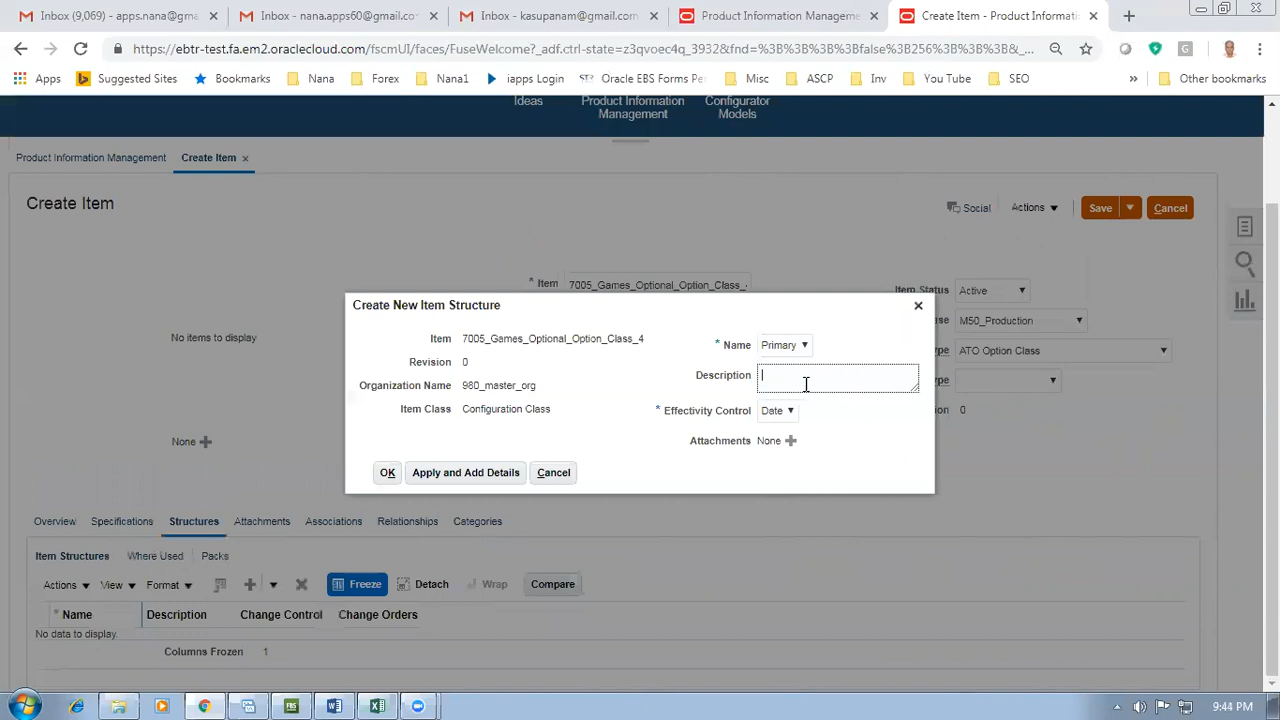 Inbox (9,069) - apps.nana@gma
Inbox - nana.apps60@gmail.co
Inbox - kasupanam@gmail.com
Product Information Manageme
Create Item - Product Informati
https://ebtr-test.fa.em2.oraclecloud.com/fscmUI/faces/FuseWelcome?_adf.ctrl-state=z3qvoec4q_3932&fnd=%3B%3B%3B%3Bfalse%3B256%3B%3B%3B&_...
Apps
Suggested Sites
Bookmarks
Nana
Forex
Nana1
iapps Login
Oracle EBS Forms Pe
Misc
ASCP
Inv
You Tube
SEO
Other bookmarks
Ideas
Product Information Management
Configurator Models
Product Information Management
Create Item
Create Item
Social
Actions
Save
Cancel
* Item 7005_Games_Optional_Option_Class_
Item Status Active
No items to display
M50_Production
ATO Option Class
0
None
Create New Item Structure
Item 7005_Games_Optional_Option_Class_4
Revision 0
Organization Name 980_master_org
Item Class Configuration Class
* Name Primary
Description
* Effectivity Control Date
Attachments None
OK
Apply and Add Details
Cancel
Overview
Specifications
Structures
Attachments
Associations
Relationships
Categories
Item Structures
Where Used
Packs
Actions
View
Format
Freeze
Detach
Wrap
Compare
* Name
Description
Change Control
Change Orders
No data to display.
Columns Frozen 1
9:44 PM